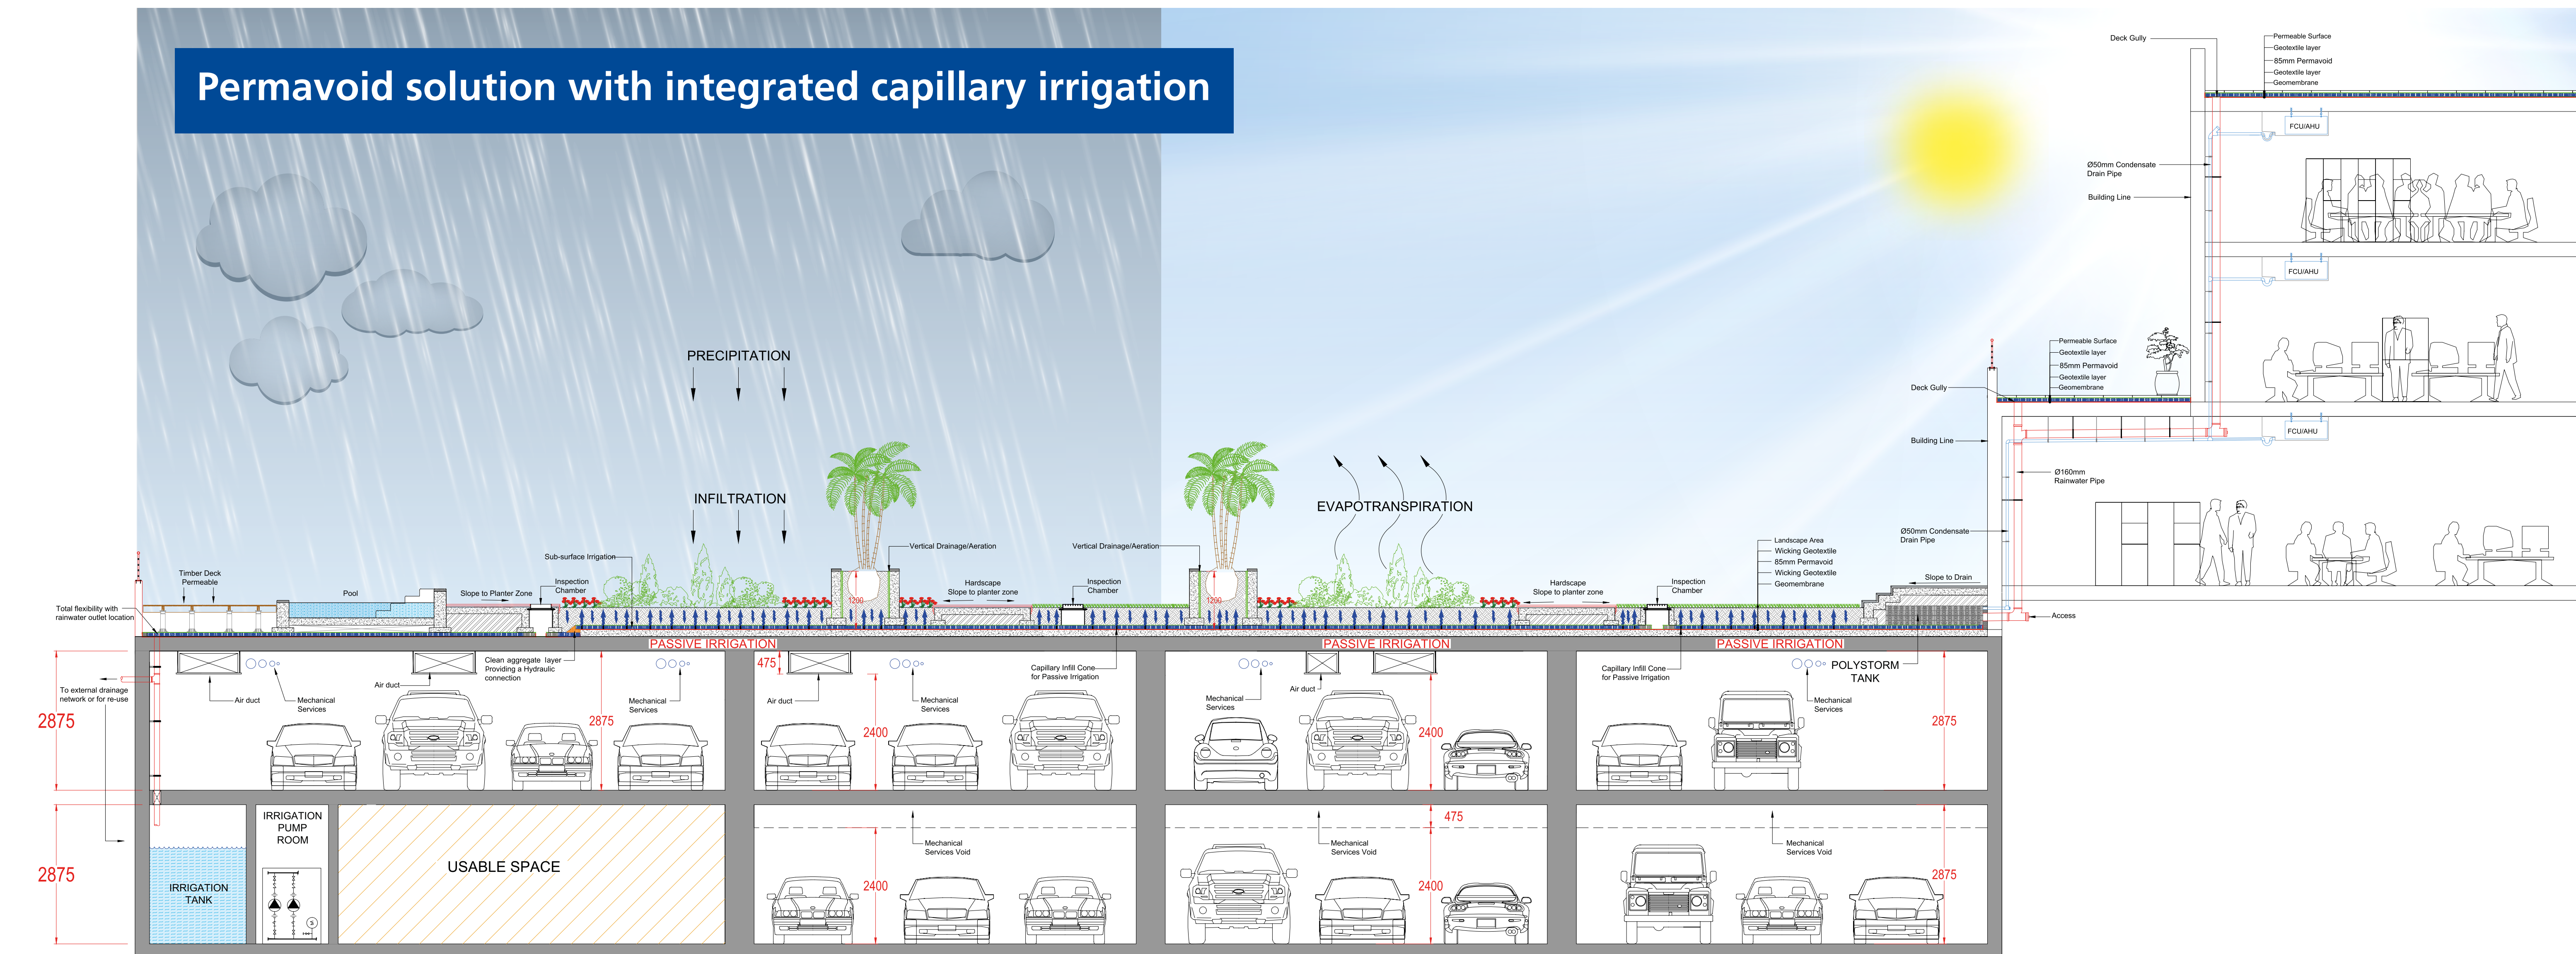 Permavoid solution with integrated capillary irrigation
Deck Gully
Permeable Surface
Geotextile layer
85mm Permavoid
Geotextile layer
Geomembrane
FCU/AHU
Ø50mm Condensate
Drain Pipe
Building Line
FCU/AHU
Permeable Surface
Geotextile layer
85mm Permavoid
Geotextile layer
Geomembrane
Deck Gully
FCU/AHU
Building Line
Ø160mm
Rainwater Pipe
Ø50mm Condensate
Drain Pipe
Access
PRECIPITATION
INFILTRATION
EVAPOTRANSPIRATION
Timber Deck
Permeable
Total flexibility with
rainwater outlet location
Pool
Slope to Planter Zone
Sub-surface Irrigation
Inspection
Chamber
1200
Vertical Drainage/Aeration
Hardscape
Slope to planter zone
Inspection
Chamber
Vertical Drainage/Aeration
1200
Hardscape
Slope to planter zone
Inspection
Chamber
Landscape Area
Wicking Geotextile
85mm Permavoid
Wicking Geotextile
Geomembrane
Slope to Drain
PASSIVE IRRIGATION
PASSIVE IRRIGATION
PASSIVE IRRIGATION
To external drainage
network or for re-use
2875
Air duct
Mechanical
Services
Air duct
Clean aggregate layer
Providing a Hydraulic
connection
2875
Mechanical
Services
475
Air duct
2400
Mechanical
Services
Capillary Infill Cone
for Passive Irrigation
Mechanical
Services
Air duct
2400
Capillary Infill Cone
for Passive Irrigation
POLYSTORM
TANK
Mechanical
Services
2875
2875
IRRIGATION
TANK
IRRIGATION
PUMP
ROOM
USABLE SPACE
2400
Mechanical
Services Void
Mechanical
Services Void
475
2400
Mechanical
Services Void
2875